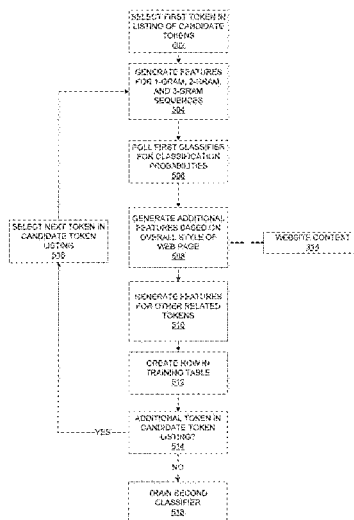 SELECT FIRST TOKEN IN
LISTING OF CANDIDATE
TOKENS
GENERATE FEATURES
FOR 1-GRAM, 2-GRAM,
AND 3-GRAM
SEQUENCES
504
POLL FIRST CLASSIFIER
FOR CLASSIFICATION
PROBABILITIES
GENERATE ADDITIONAL
FEATURES BASED ON
OVERALL STYLE OF
WEB PAGE
508
WEBSITE CONTENT
SELECT NEXT TOKEN IN
CANDIDATE TOKEN
LISTING
GENERATE FEATURES
FOR OTHER RELATED
TOKENS
510
CREATE ROW IN
TRAINING TABLE
512
ADDITIONAL TOKEN IN
CANDIDATE TOKEN
LISTING?
514
YES
NO
TRAIN SECOND
CLASSIFIER